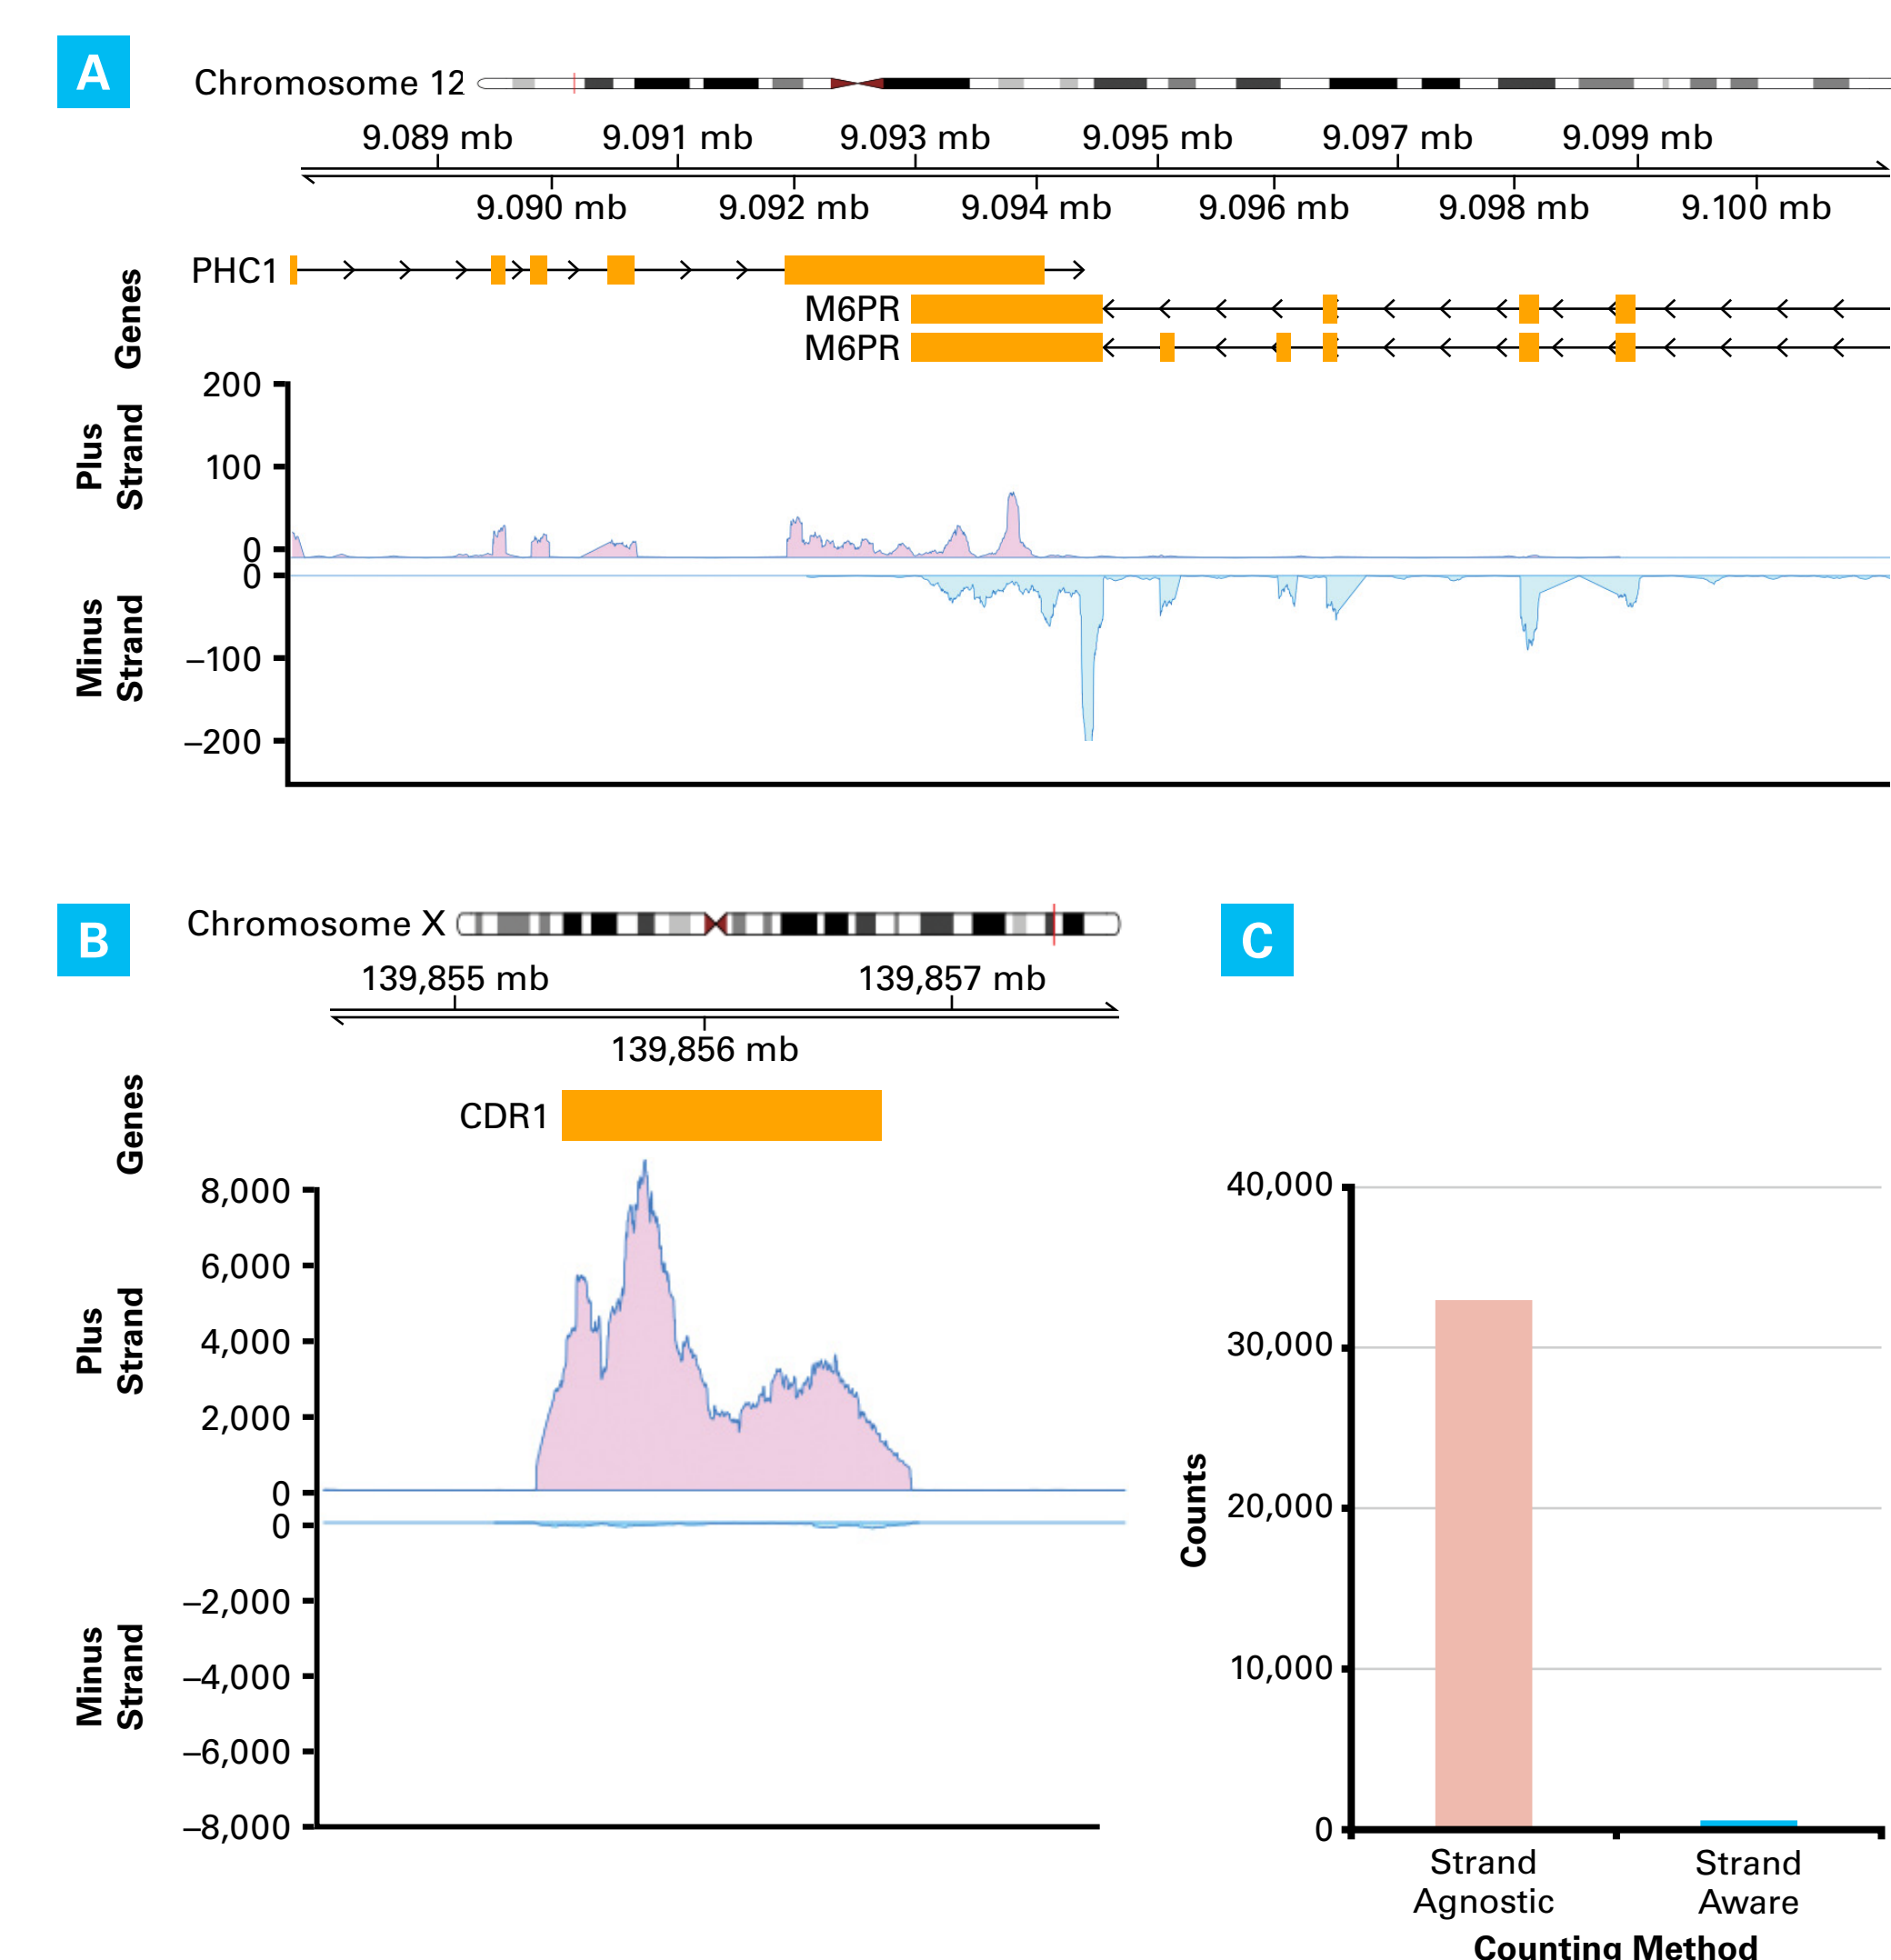 A
Chromosome 12
9.089 mb 9.091 mb 9.093 mb 9.095 mb 9.097 mb 9.099 mb
9.090 mb 9.092 mb 9.094 mb 9.096 mb 9.098 mb 9.100 mb
Genes
PHC1
M6PR
M6PR
Plus
Strand
200
100
0
0
Minus
Strand
–100
–200
B
Chromosome X
139,855 mb 139,857 mb
139,856 mb
Genes
CDR1
Plus
Strand
8,000
6,000
4,000
2,000
0
0
Minus
Strand
–2,000
–4,000
–6,000
–8,000
C
Counts
40,000
30,000
20,000
10,000
0
Strand
Agnostic
Strand
Aware
Counting Method